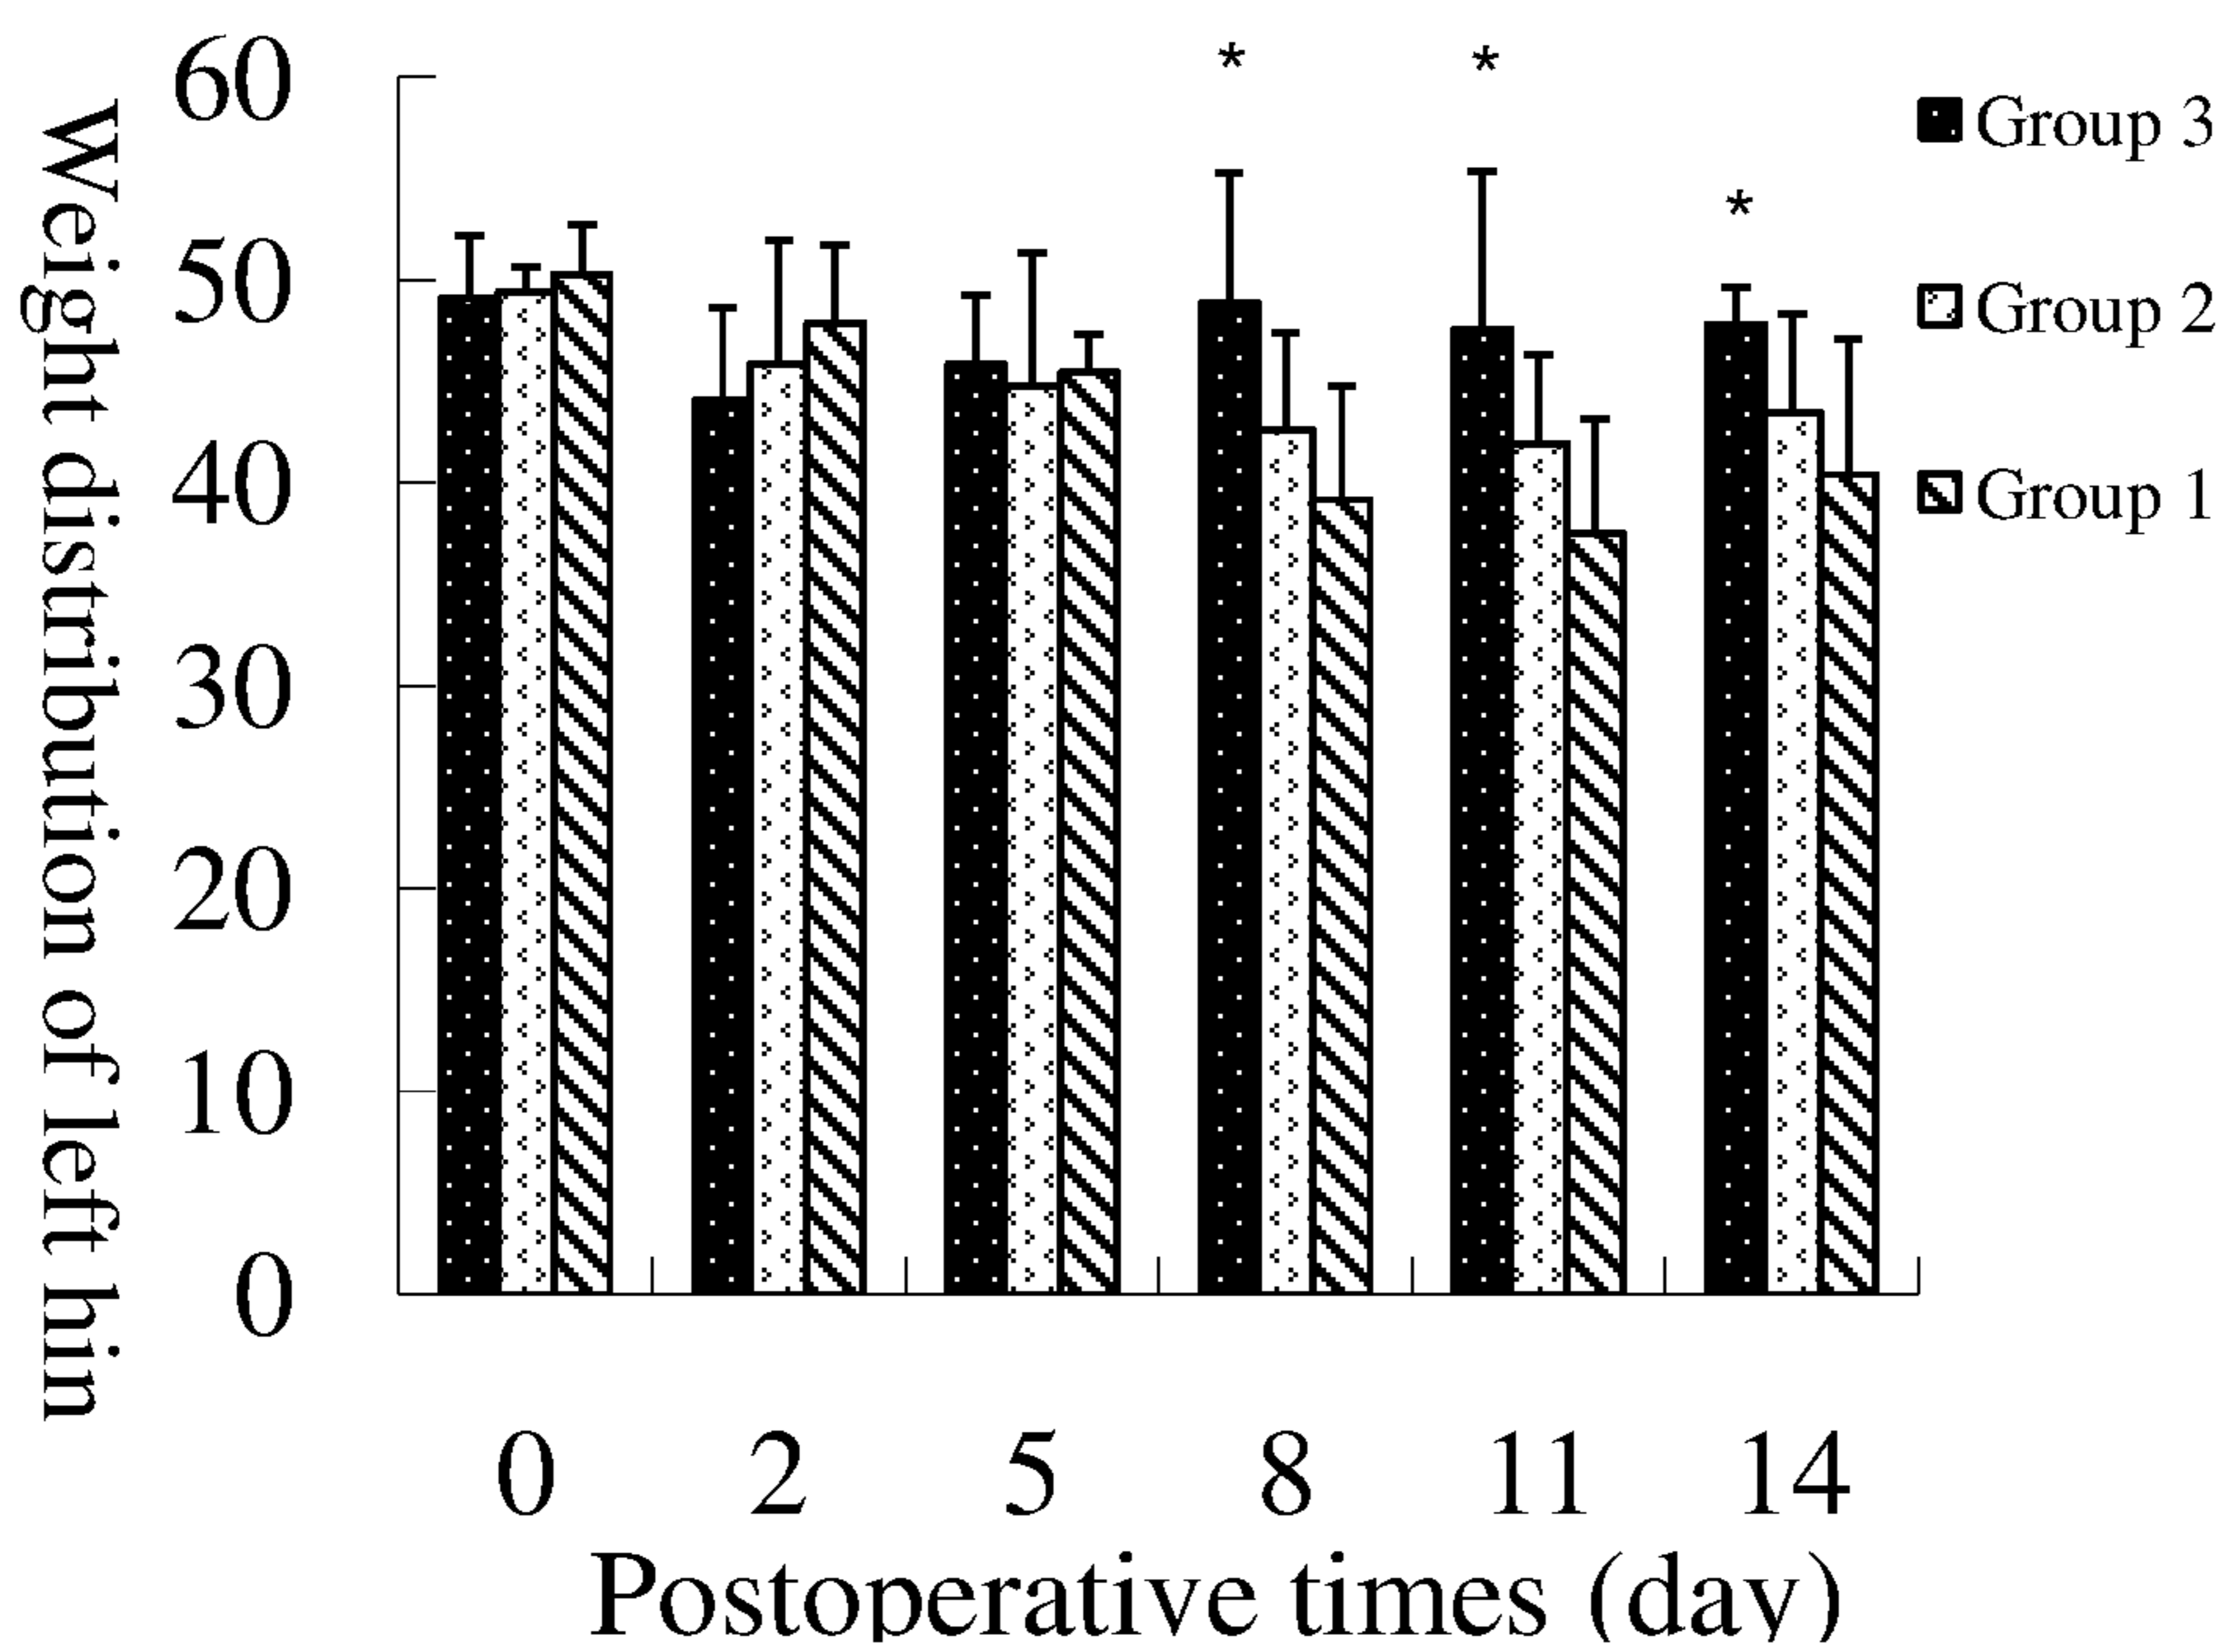 Weight distribution of left hin
60
50
40
30
20
10
0
* * *
Group 3
Group 2
Group 1
0 2 5 8 11 14
Postoperative times (day)